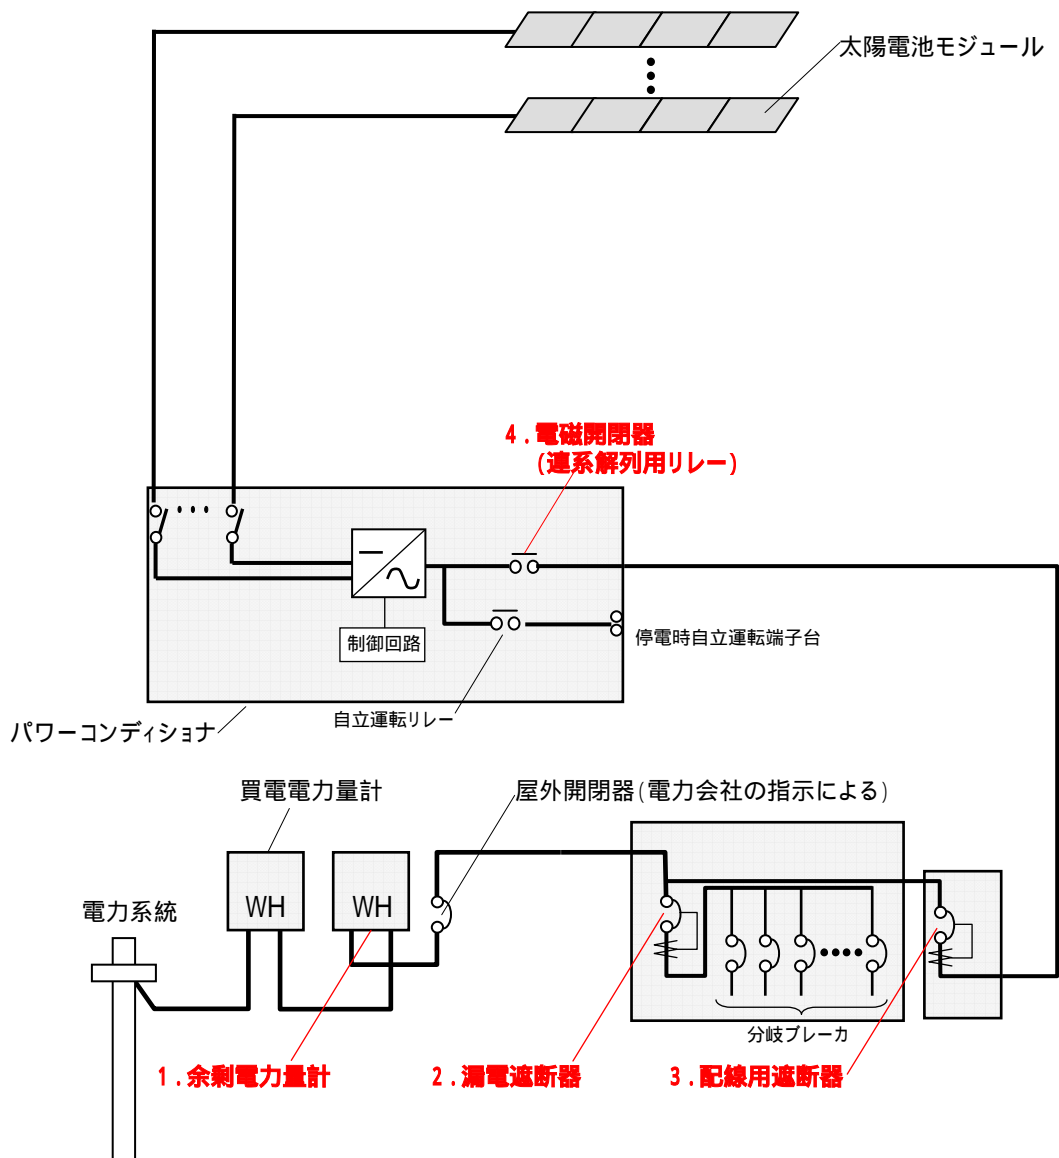 太陽電池モジュール
4．電磁開閉器
(連系解列用リレー)
制御回路
停電時自立運転端子台
自立運転リレー
パワーコンディショナ
買電電力量計
屋外開閉器(電力会社の指示による)
WH
WH
電力系統
分岐ブレーカ
1．余剰電力量計
2．漏電遮断器
3．配線用遮断器